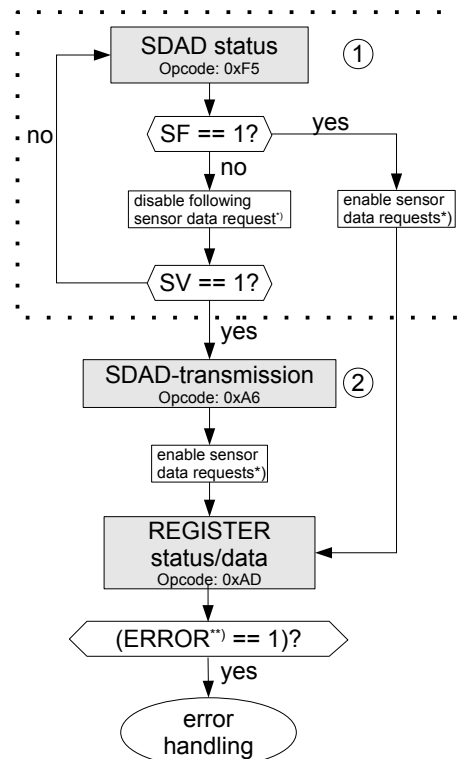 SDAD status
Opcode: 0xF5
1
SF == 1?
yes
no
no
disable following
sensor data request*)
enable sensor
data requests*)
SV == 1?
yes
SDAD-transmission
Opcode: 0xA6
2
enable sensor
data requests*)
REGISTER
status/data
Opcode: 0xAD
(ERROR**) == 1)?
yes
error
handling